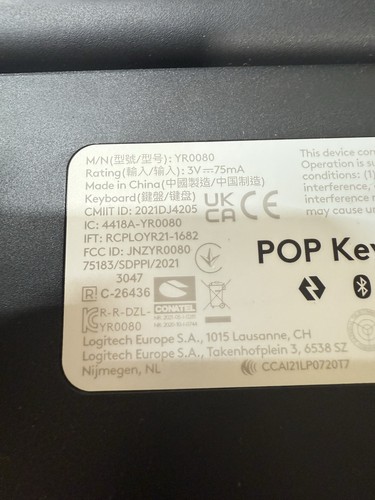 M/N(型號/型号): YR0080
Rating(輸入/输入): 3V⎓75mA
Made in China(中國製造/中国制造)
Keyboard(鍵盤/键盘)
CMIIT ID: 2021DJ4205
IC: 4418A-YR0080
IFT: RCPLOYR21-1682
FCC ID: JNZYR0080
75183/SDPPI/2021
3047
R C-26436
R-R-DZL-
YR0080
CONATEL
UK
CA CE
Logitech Europe S.A., 1015 Lausanne, CH
Logitech Europe S.A., Takenhofplein 3, 6538 SZ
Nijmegen, NL
This device com
Operation is su
conditions: (1)
interference,
may cause un
POP Key
CCAI21LP0720T7